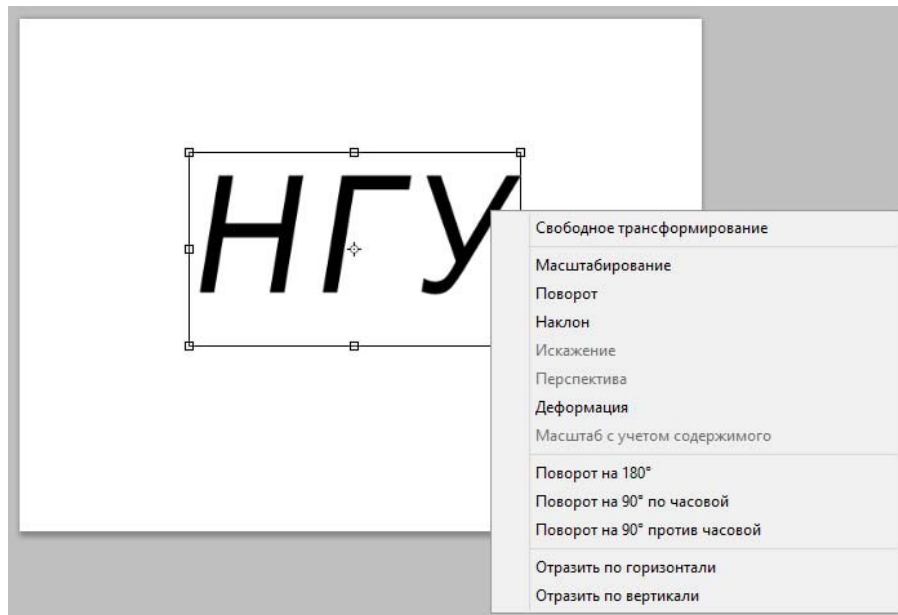 НГУ
Свободное трансформирование
Масштабирование
Поворот
Наклон
Искажение
Перспектива
Деформация
Масштаб с учетом содержимого
Поворот на 180°
Поворот на 90° по часовой
Поворот на 90° против часовой
Отразить по горизонтали
Отразить по вертикали